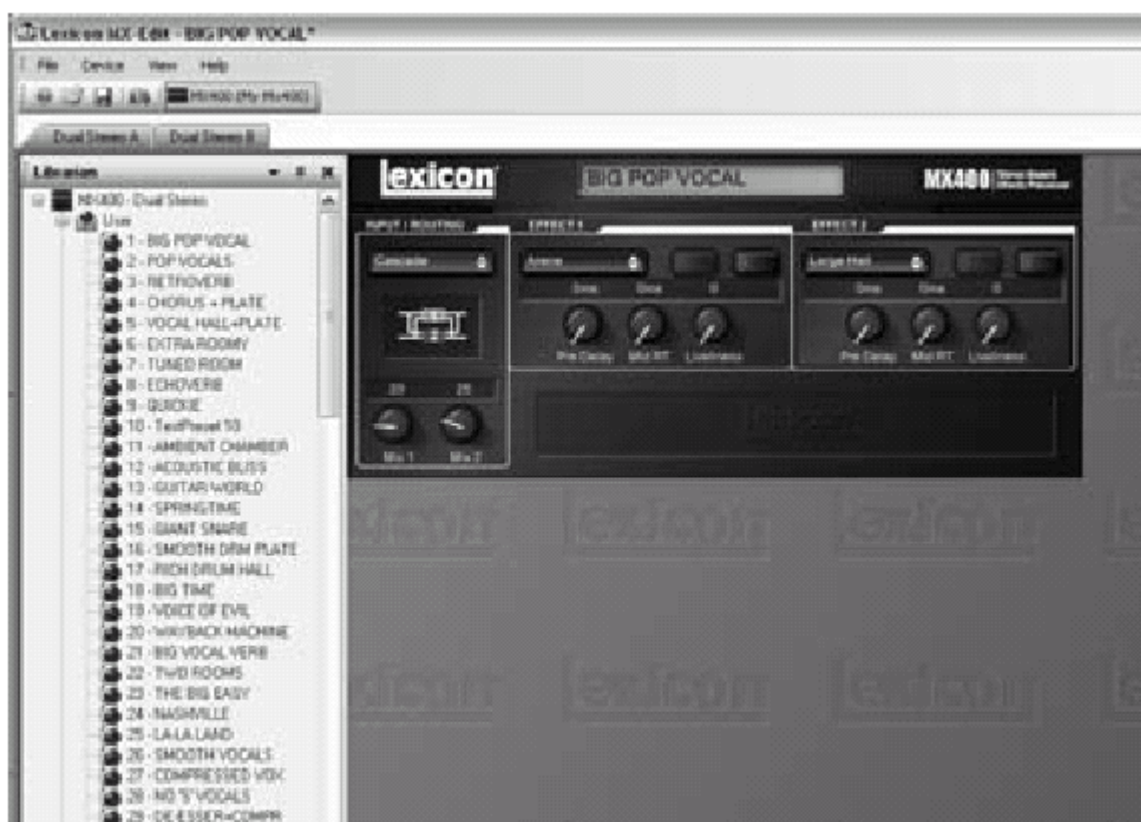 Lexicon MX-Edit - BIG POP VOCAL*
File Device View Help
MX400 (My Mx400)
Dual Stereo A Dual Stereo B
Librarian
MX400 - Dual Stereo
User
1 - BIG POP VOCAL
2 - POP VOCALS
3 - RETROVERB
4 - CHORUS + PLATE
5 - VOCAL HALL+PLATE
6 - EXTRA ROOMY
7 - TUNED ROOM
8 - ECHOVERB
9 - QUICKIE
10 - TestPreset 10
11 - AMBIENT CHAMBER
12 - ACOUSTIC BLISS
13 - GUITAR WORLD
14 - SPRINGTIME
15 - GIANT SNARE
16 - SMOOTH DRM PLATE
17 - RICH DRUM HALL
18 - BIG TIME
19 - VOICE OF EVIL
20 - WAY BACK MACHINE
21 - BIG VOCAL VERB
22 - TWO ROOMS
23 - THE BIG EASY
24 - NASHVILLE
25 - LA-LA LAND
26 - SMOOTH VOCALS
27 - COMPRESSED VOX
28 - NO 'S' VOCALS
29 - DE-ESSER+COMPR
lexicon BIG POP VOCAL MX400
INPUT / ROUTING EFFECT 1 EFFECT 2
Cascade Arena Large Hall
Pre Delay Mid RT Liveliness Pre Delay Mid RT Liveliness
Mix 1 Mix 2
lexicon
lexicon lexicon lexicon
lexicon lexicon lexicon